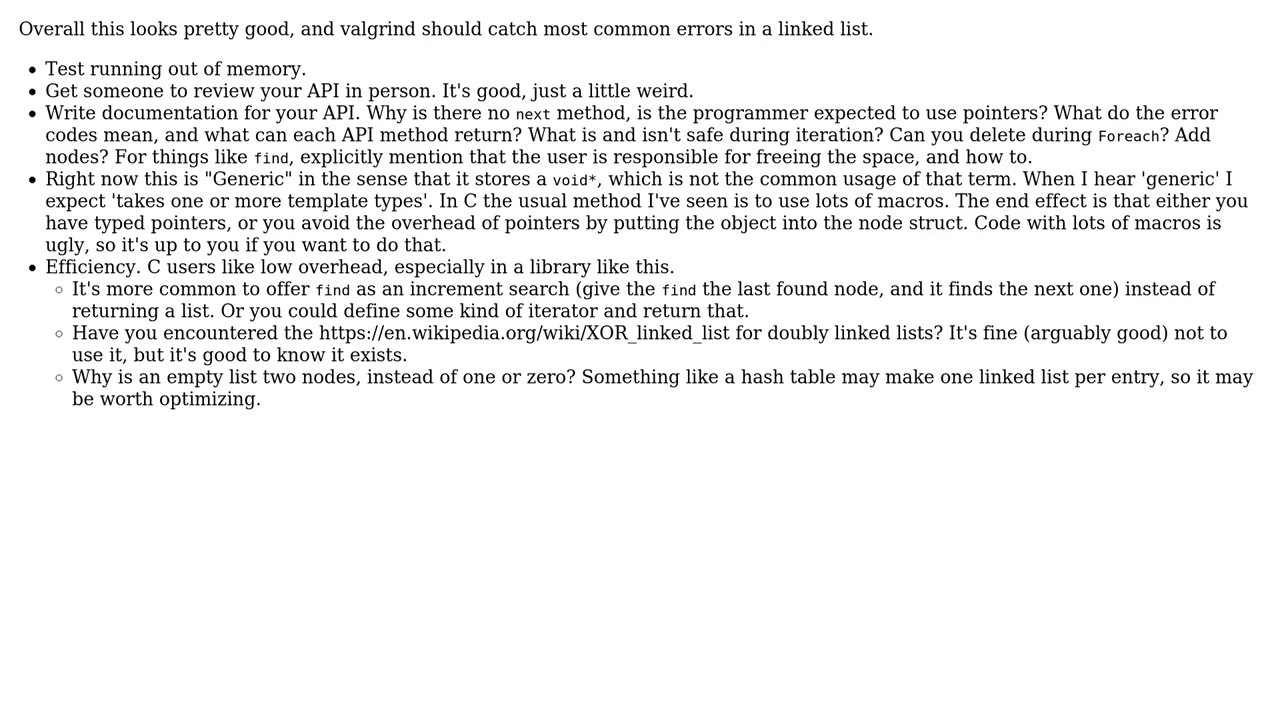 Overall this looks pretty good, and valgrind should catch most common errors in a linked list.
• Test running out of memory.
• Get someone to review your API in person. It's good, just a little weird.
• Write documentation for your API. Why is there no next method, is the programmer expected to use pointers? What do the error
codes mean, and what can each API method return? What is and isn't safe during iteration? Can you delete during Foreach? Add
nodes? For things like find, explicitly mention that the user is responsible for freeing the space, and how to.
• Right now this is "Generic" in the sense that it stores a void*, which is not the common usage of that term. When I hear 'generic' I
expect 'takes one or more template types'. In C the usual method I've seen is to use lots of macros. The end effect is that either you
have typed pointers, or you avoid the overhead of pointers by putting the object into the node struct. Code with lots of macros is
ugly, so it's up to you if you want to do that.
• Efficiency. C users like low overhead, especially in a library like this.
◦ It's more common to offer find as an increment search (give the find the last found node, and it finds the next one) instead of
returning a list. Or you could define some kind of iterator and return that.
◦ Have you encountered the https://en.wikipedia.org/wiki/XOR_linked_list for doubly linked lists? It's fine (arguably good) not to
use it, but it's good to know it exists.
◦ Why is an empty list two nodes, instead of one or zero? Something like a hash table may make one linked list per entry, so it may
be worth optimizing.